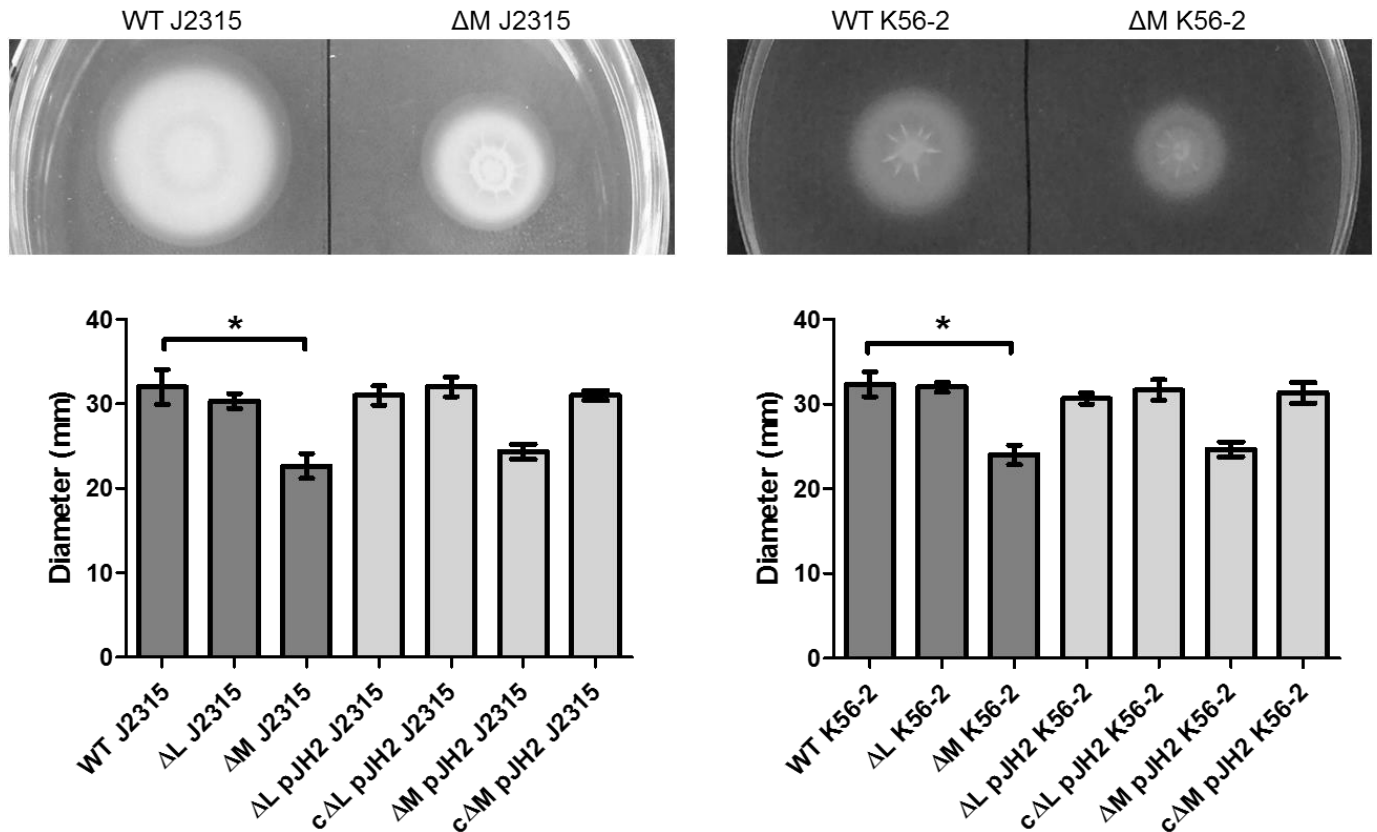 WT J2315 ΔM J2315 WT K56-2 ΔM K56-2
40
30
20
10
0
Diameter (mm)
*
WT J2315
ΔL J2315
ΔM J2315
ΔL pJH2 J2315
cΔL pJH2 J2315
ΔM pJH2 J2315
cΔM pJH2 J2315
40
30
20
10
0
Diameter (mm)
*
WT K56-2
ΔL K56-2
ΔM K56-2
ΔL pJH2 K56-2
cΔL pJH2 K56-2
ΔM pJH2 K56-2
cΔM pJH2 K56-2